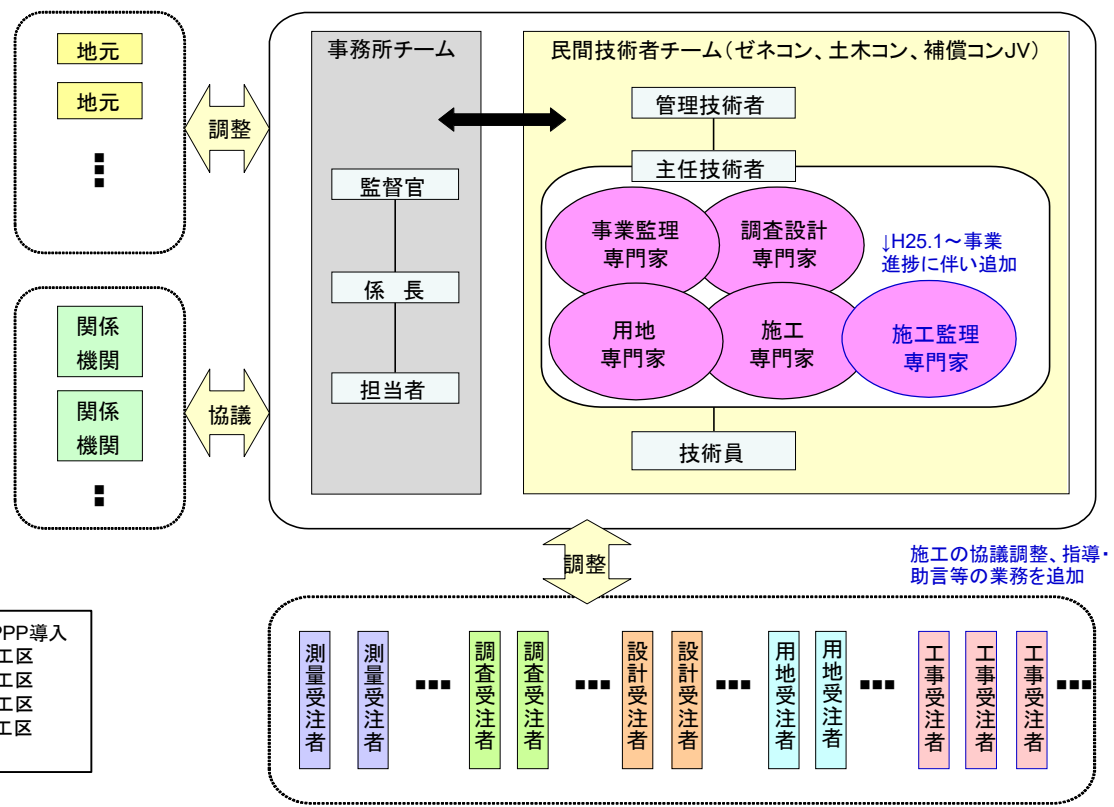 地元
地元
調整
関係
機関
関係
機関
協議
事務所チーム
監督官
係 長
担当者
民間技術者チーム(ゼネコン、土木コン、補償コンJV)
管理技術者
主任技術者
事業監理
専門家
調査設計
専門家
↓H25.1~事業
進捗に伴い追加
用地
専門家
施工
専門家
施工監理
専門家
技術員
調整
施工の協議調整、指導・
助言等の業務を追加
PPP導入
工区
工区
工区
工区
測量受注者
測量受注者
調査受注者
調査受注者
設計受注者
設計受注者
用地受注者
用地受注者
工事受注者
工事受注者
工事受注者